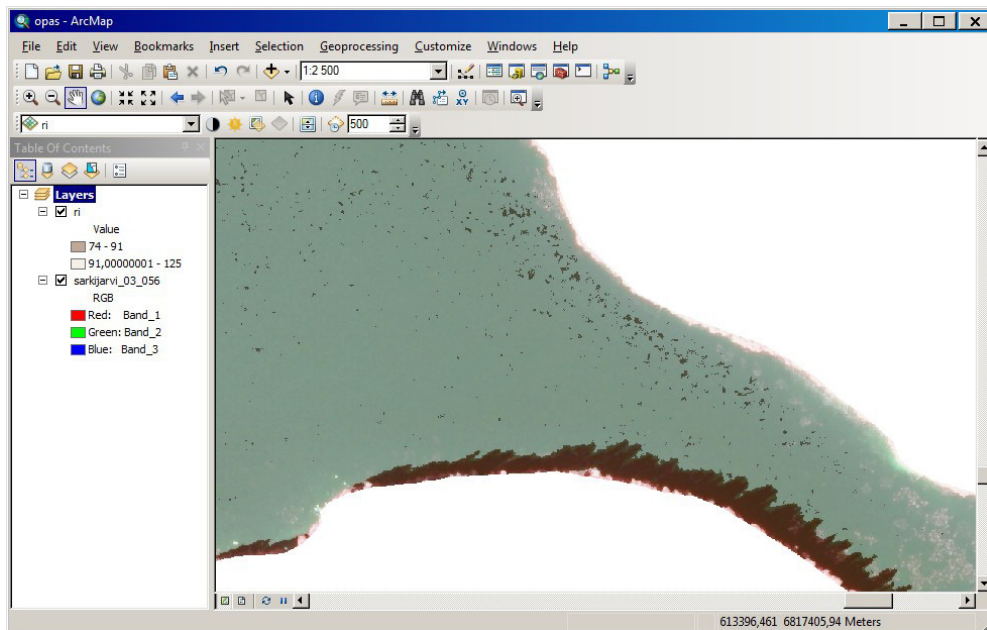 opas - ArcMap
File Edit View Bookmarks Insert Selection Geoprocessing Customize Windows Help
1:2 500
XY
ri 500
Table Of Contents
Layers
ri
Value
74 - 91
91,00000001 - 125
sarkijarvi_03_056
RGB
Red: Band_1
Green: Band_2
Blue: Band_3
613396,461 6817405,94 Meters